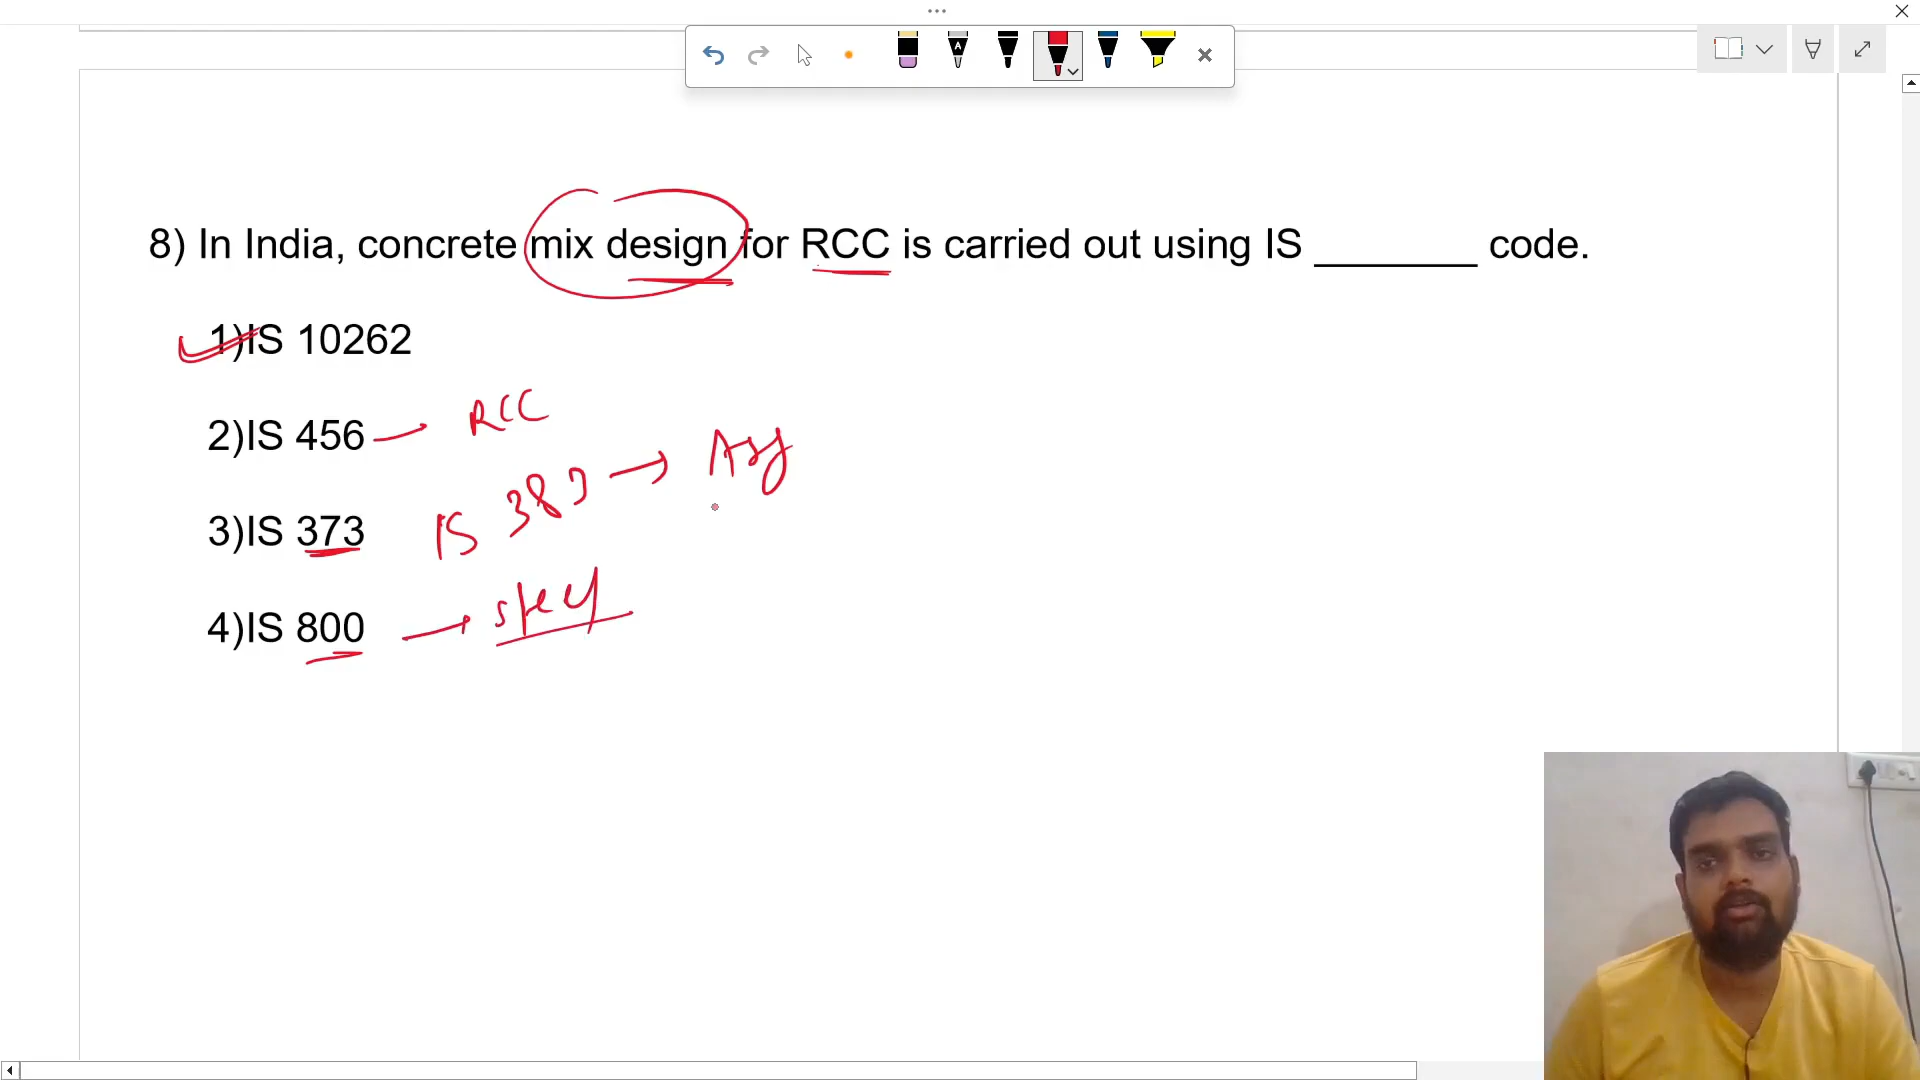 8) In India, concrete mix design for RCC is carried out using IS _______ code.
1)IS 10262
2)IS 456 → RCC
3)IS 373 IS 383 → Agg
4)IS 800 → steel